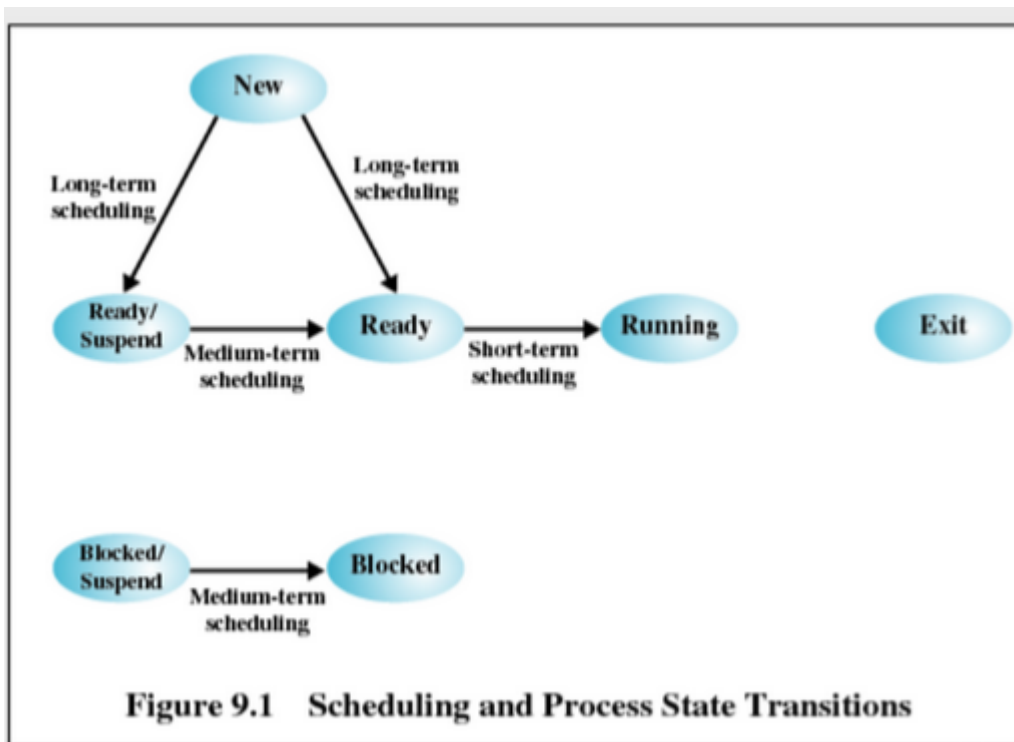 New
Long-term
scheduling
Long-term
scheduling
Ready/
Suspend
Medium-term
scheduling
Ready
Short-term
scheduling
Running
Exit
Blocked/
Suspend
Medium-term
scheduling
Blocked
Figure 9.1 Scheduling and Process State Transitions